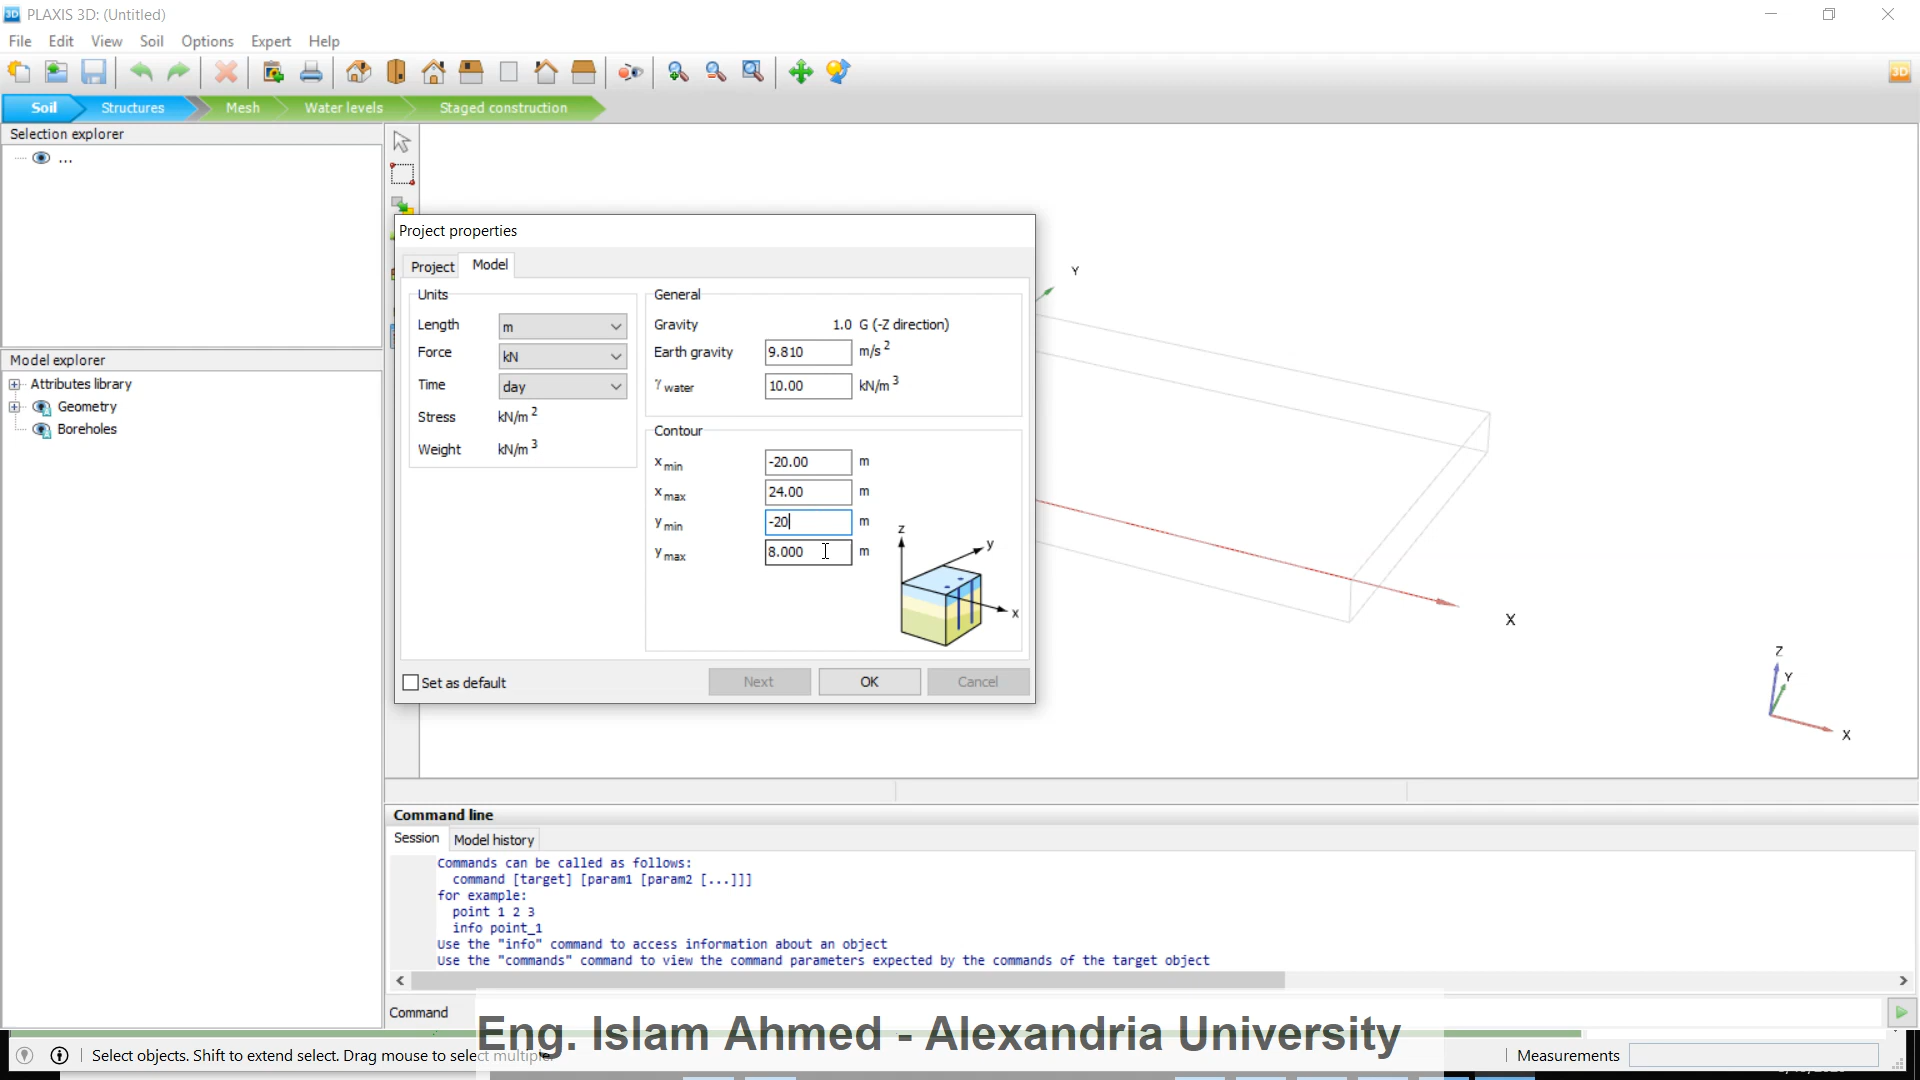 PLAXIS 3D: (Untitled)
File Edit View Soil Options Expert Help
3D
Soil Structures Mesh Water levels Staged construction
Selection explorer
...
Model explorer
Attributes library
Geometry
Boreholes
Project properties
Project Model
Units
Length m
Force kN
Time day
Stress kN/m 2
Weight kN/m 3
General
Gravity 1.0 G (-Z direction)
Earth gravity 9.810 m/s 2
γ water 10.00 kN/m 3
Contour
x min -20.00 m
x max 24.00 m
y min -20 m
y max 8.000 m
z
y
x
Set as default Next OK Cancel
Y
X
Z
Y
X
Command line
Session Model history
Commands can be called as follows:
command [target] [param1 [param2 [...]]]
for example:
point 1 2 3
info point_1
Use the "info" command to access information about an object
Use the "commands" command to view the command parameters expected by the commands of the target object
Command
Eng. Islam Ahmed - Alexandria University
Select objects. Shift to extend select. Drag mouse to select multiple.
Measurements